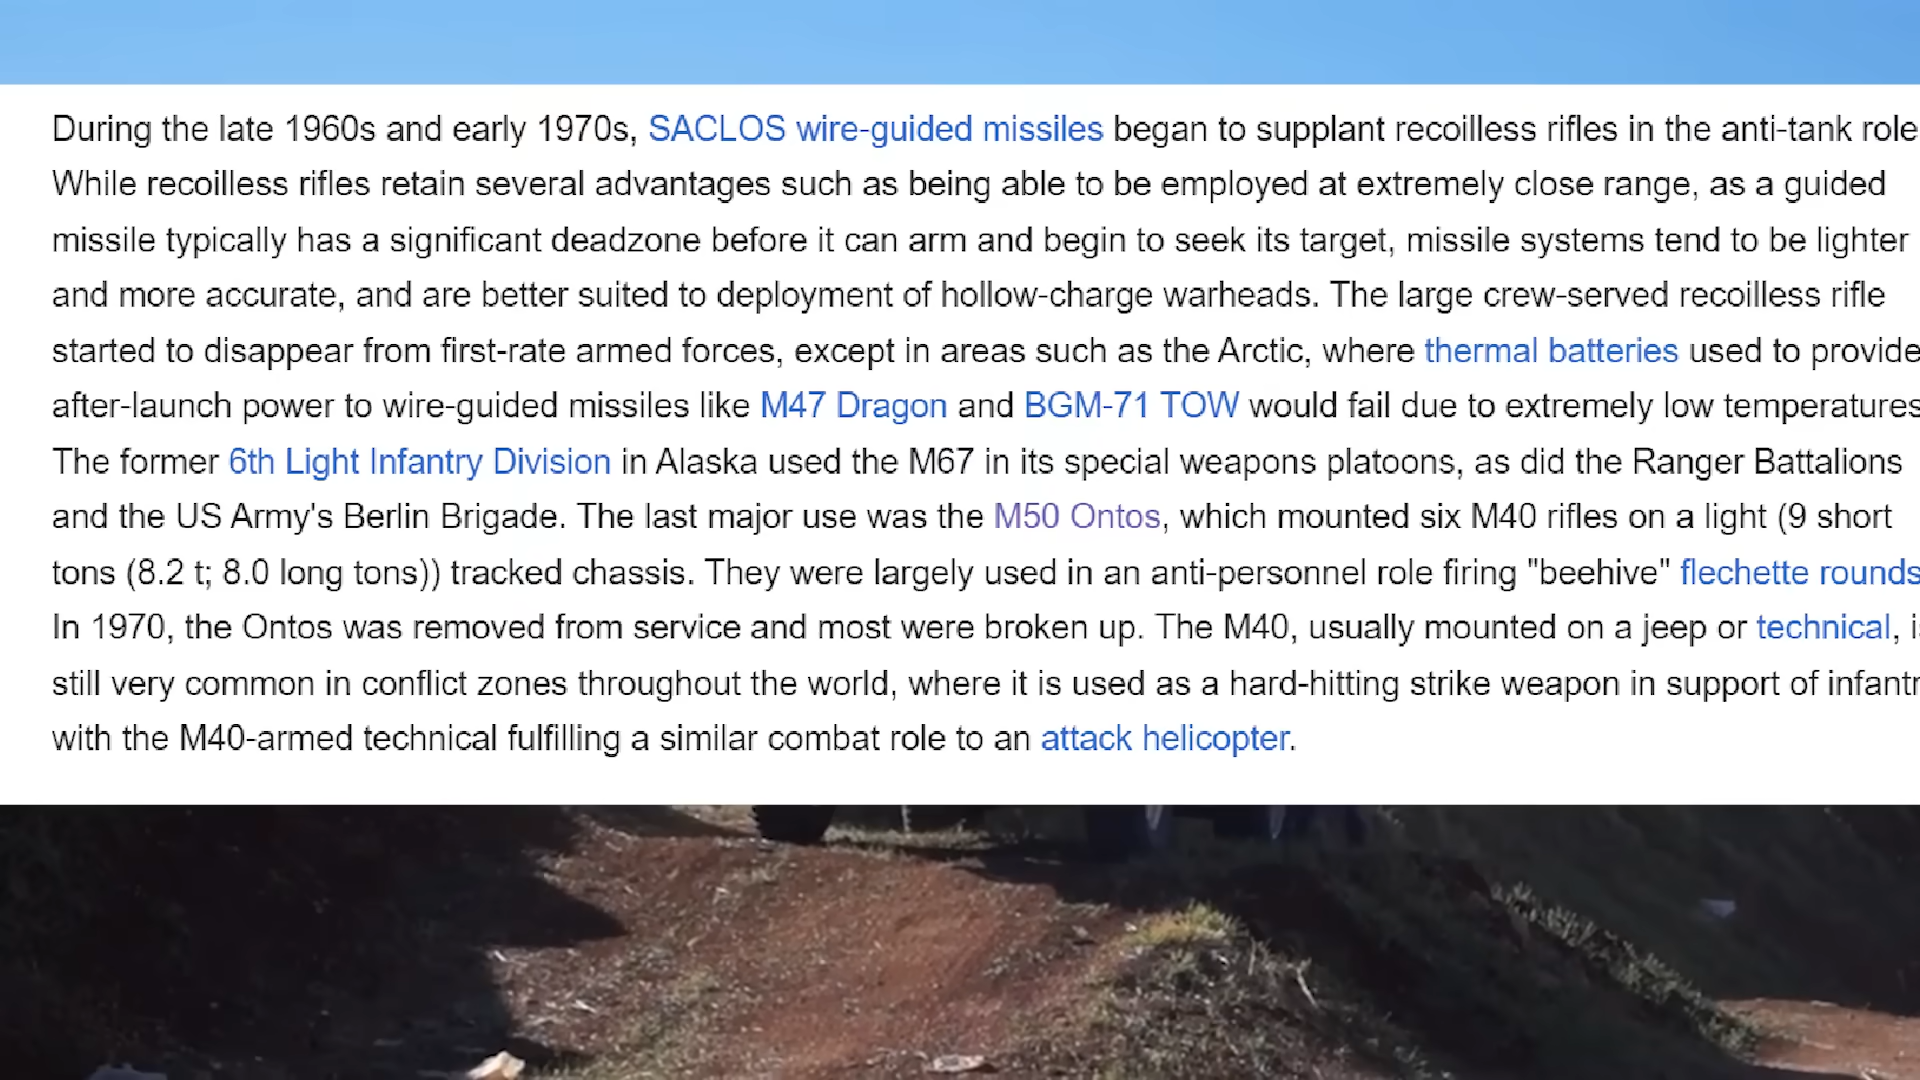 During the late 1960s and early 1970s, SACLOS wire-guided missiles began to supplant recoilless rifles in the anti-tank role
While recoilless rifles retain several advantages such as being able to be employed at extremely close range, as a guided
missile typically has a significant deadzone before it can arm and begin to seek its target, missile systems tend to be lighter
and more accurate, and are better suited to deployment of hollow-charge warheads. The large crew-served recoilless rifle
started to disappear from first-rate armed forces, except in areas such as the Arctic, where thermal batteries used to provide
after-launch power to wire-guided missiles like M47 Dragon and BGM-71 TOW would fail due to extremely low temperatures
The former 6th Light Infantry Division in Alaska used the M67 in its special weapons platoons, as did the Ranger Battalions
and the US Army's Berlin Brigade. The last major use was the M50 Ontos, which mounted six M40 rifles on a light (9 short
tons (8.2 t; 8.0 long tons)) tracked chassis. They were largely used in an anti-personnel role firing "beehive" flechette rounds
In 1970, the Ontos was removed from service and most were broken up. The M40, usually mounted on a jeep or technical,
still very common in conflict zones throughout the world, where it is used as a hard-hitting strike weapon in support of
with the M40-armed technical fulfilling a similar combat role to an attack helicopter.